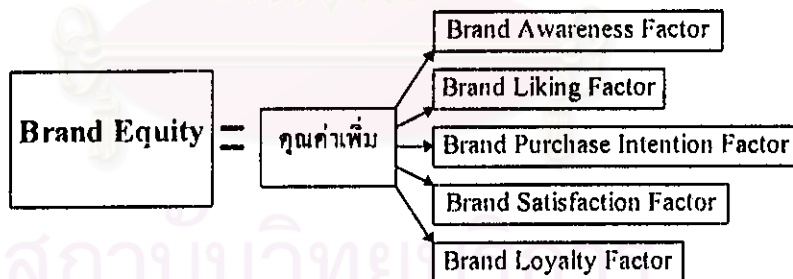 Brand Awareness Factor
Brand Liking Factor
Brand Equity = คุณค่าเพิ่ม
Brand Purchase Intention Factor
Brand Satisfaction Factor
Brand Loyalty Factor